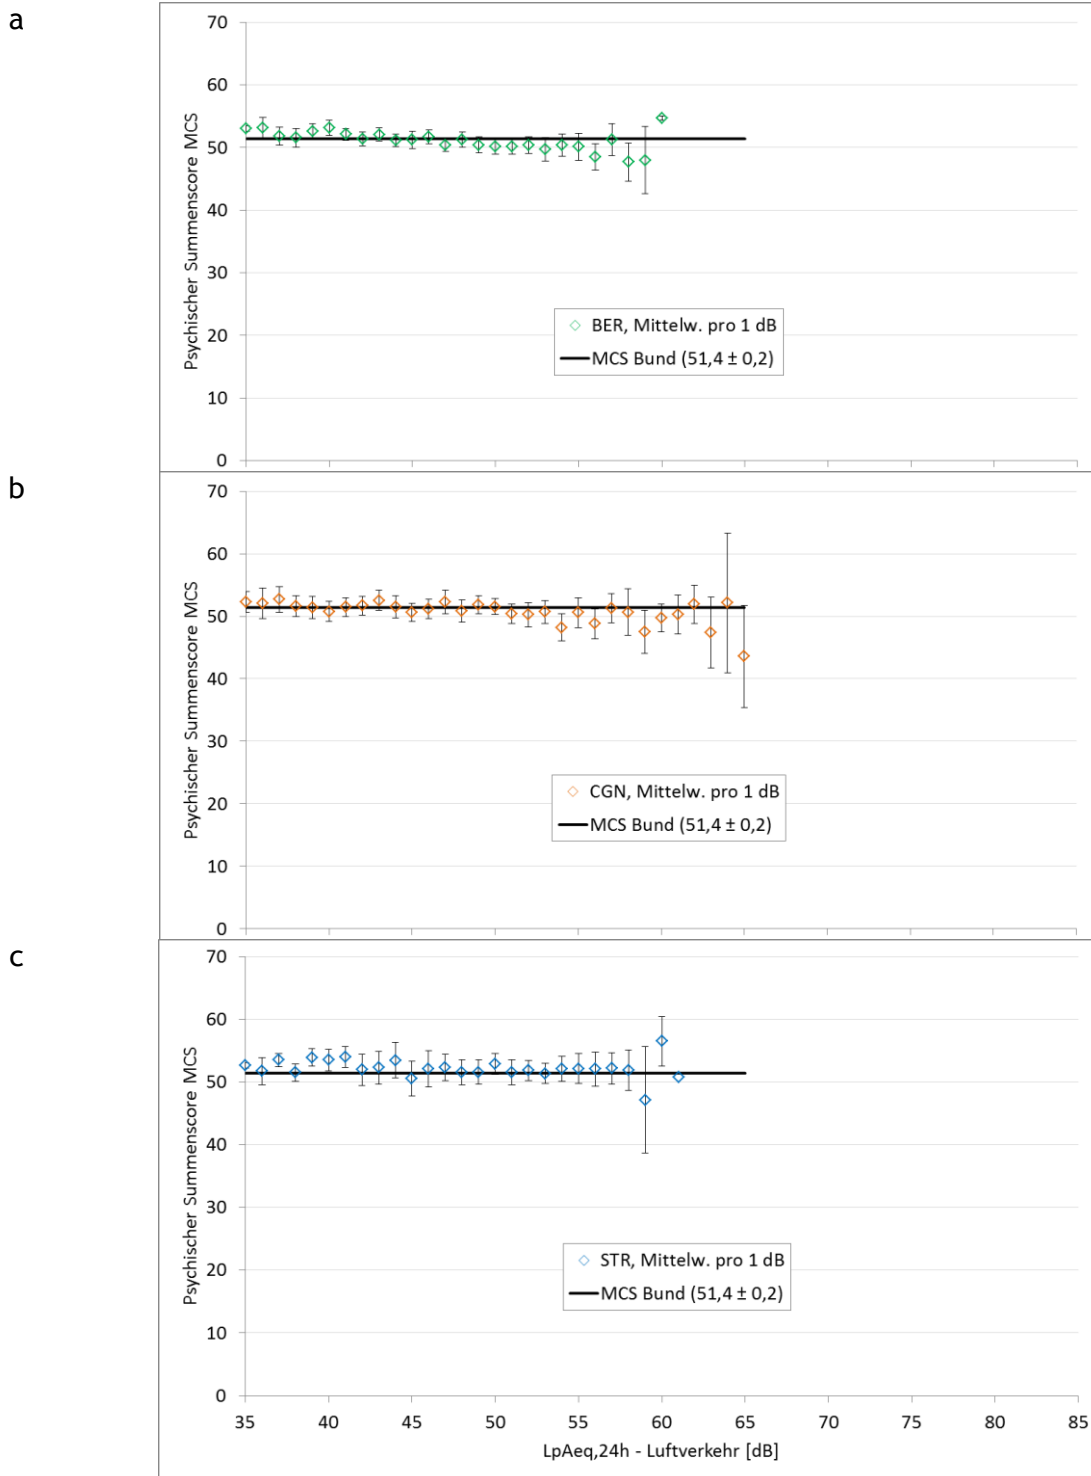 a
Psychischer Summenscore MCS
70
60
50
40
30
20
10
0
BER, Mittelw. pro 1 dB
MCS Bund (51,4 ± 0,2)
b
Psychischer Summenscore MCS
70
60
50
40
30
20
10
0
CGN, Mittelw. pro 1 dB
MCS Bund (51,4 ± 0,2)
c
Psychischer Summenscore MCS
70
60
50
40
30
20
10
0
STR, Mittelw. pro 1 dB
MCS Bund (51,4 ± 0,2)
35 40 45 50 55 60 65 70 75 80 85
LpAeq,24h - Luftverkehr [dB]